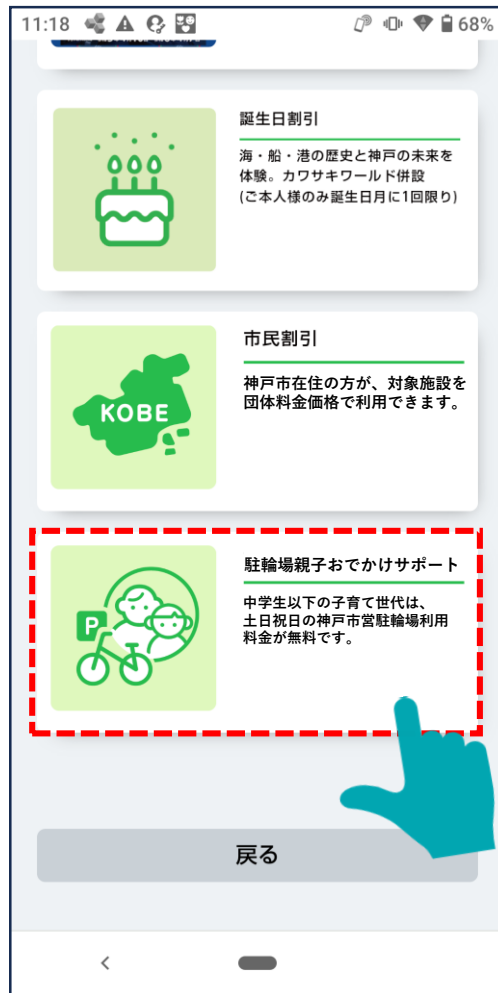 11:18
68%
誕生日割引
海・船・港の歴史と神戸の未来を
体験。カワサキワールド併設
(ご本人様のみ誕生日月に1回限り)
市民割引
KOBE
神戸市在住の方が、対象施設を
団体料金価格で利用できます。
駐輪場親子おでかけサポート
P
中学生以下の子育て世代は、
土日祝日の神戸市営駐輪場利用
料金が無料です。
戻る